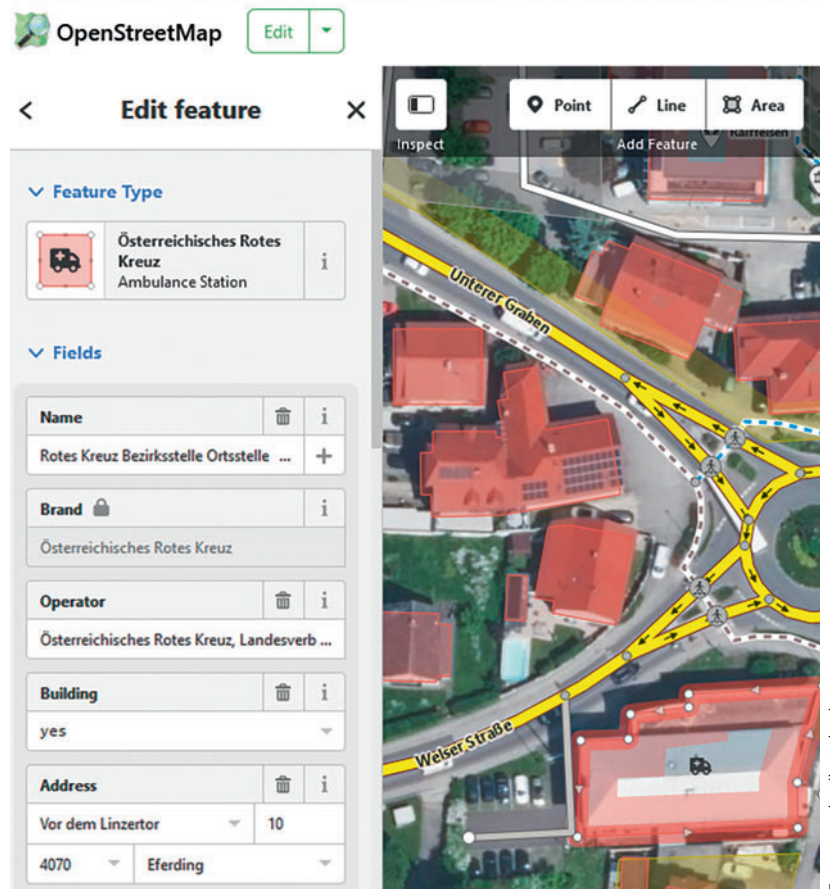 OpenStreetMap
Edit
Edit feature
Inspect
Point
Line
Area
Add Feature
Raiffeisen
Feature Type
Österreichisches Rotes
Kreuz
Ambulance Station
i
Fields
Name
i
Rotes Kreuz Bezirksstelle Ortsstelle ...
Brand
i
Österreichisches Rotes Kreuz
Operator
i
Österreichisches Rotes Kreuz, Landesverb ...
Building
i
yes
Address
i
Vor dem Linzertor
10
4070
Eferding
Unterer Graben
Welser Straße